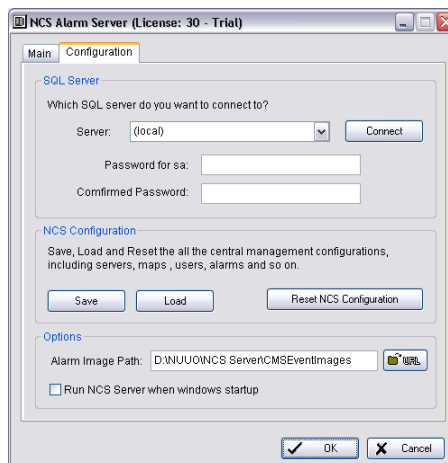 NCS Alarm Server (License: 30 - Trial)
Main
Configuration
SQL Server
Which SQL server do you want to connect to?
Server:
(local)
Connect
Password for sa:
Comfirmed Password:
NCS Configuration
Save, Load and Reset the all the central management configurations,
including servers, maps , users, alarms and so on.
Save
Load
Reset NCS Configuration
Options
Alarm Image Path:
D:\NUUO\NCS Server\CMSEventImages
URL
Run NCS Server when windows startup
OK
Cancel